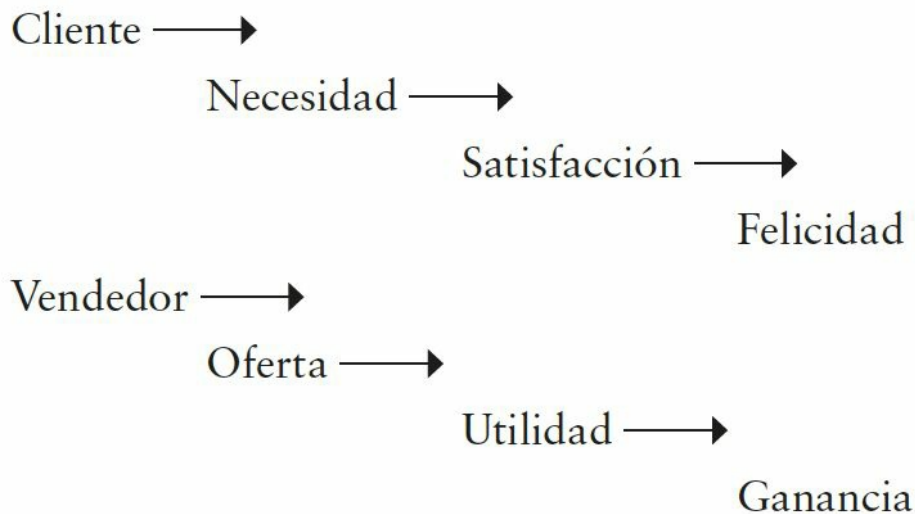 Cliente
Necesidad
Satisfacción
Felicidad
Vendedor
Oferta
Utilidad
Ganancia